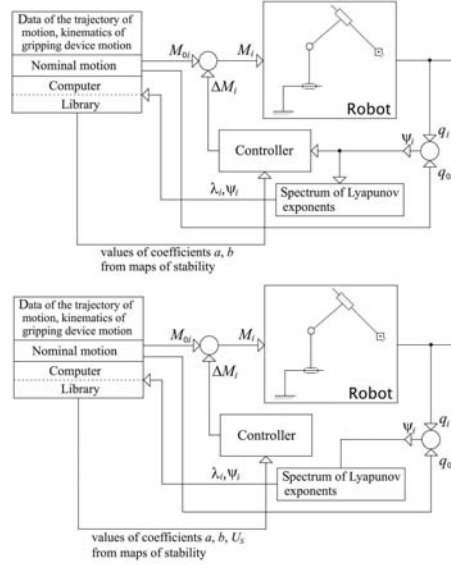 Data of the trajectory of
motion, kinematics of
gripping device motion
Nominal motion
Computer
Library
M0i
Mi
ΔMi
Robot
Controller
ψi
qi
q0
λi,ψi
Spectrum of Lyapunov
exponents
values of coefficients a, b
from maps of stability
Data of the trajectory of
motion, kinematics of
gripping device motion
Nominal motion
Computer
Library
M0i
Mi
ΔMi
Robot
Controller
ψi
qi
q0
λi,ψi
Spectrum of Lyapunov
exponents
values of coefficients a, b, US
from maps of stability